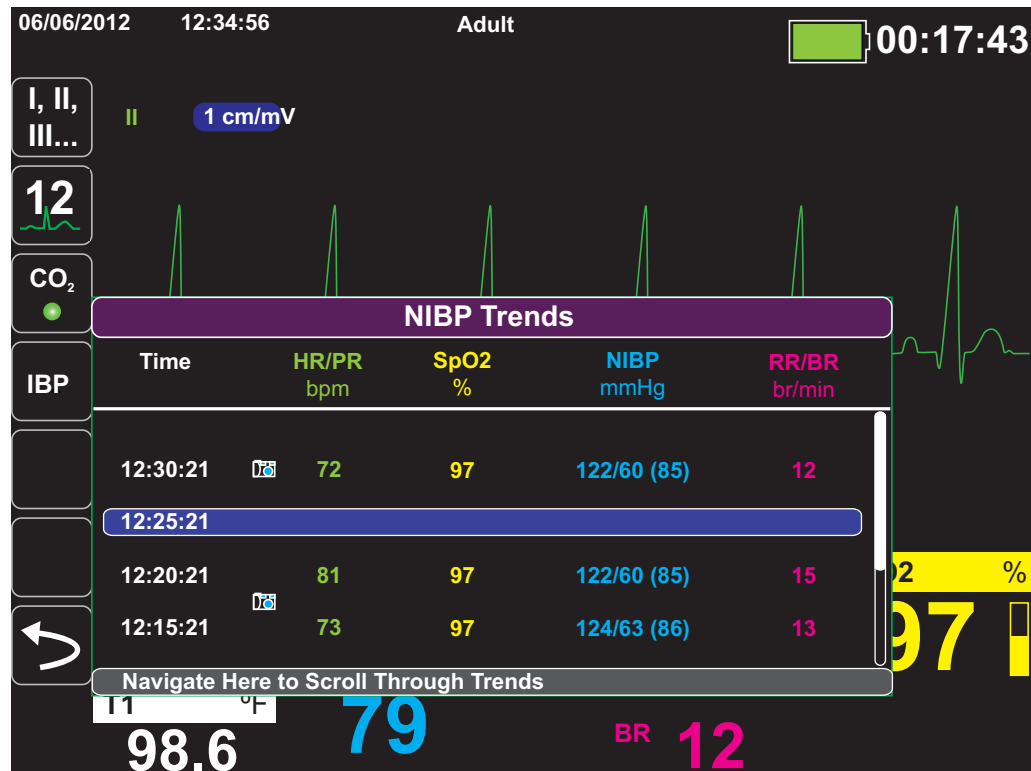 06/06/2012 12:34:56 Adult 00:17:43
I, II,
III...
II 1 cm/mV
12
CO2
IBP
NIBP Trends
Time HR/PR SpO2 NIBP RR/BR
bpm % mmHg br/min
12:30:21 72 97 122/60 (85) 12
12:25:21
12:20:21 81 97 122/60 (85) 15
12:15:21 73 97 124/63 (86) 13
Navigate Here to Scroll Through Trends
O2 %
97
T1 °F
98.6
79
BR 12